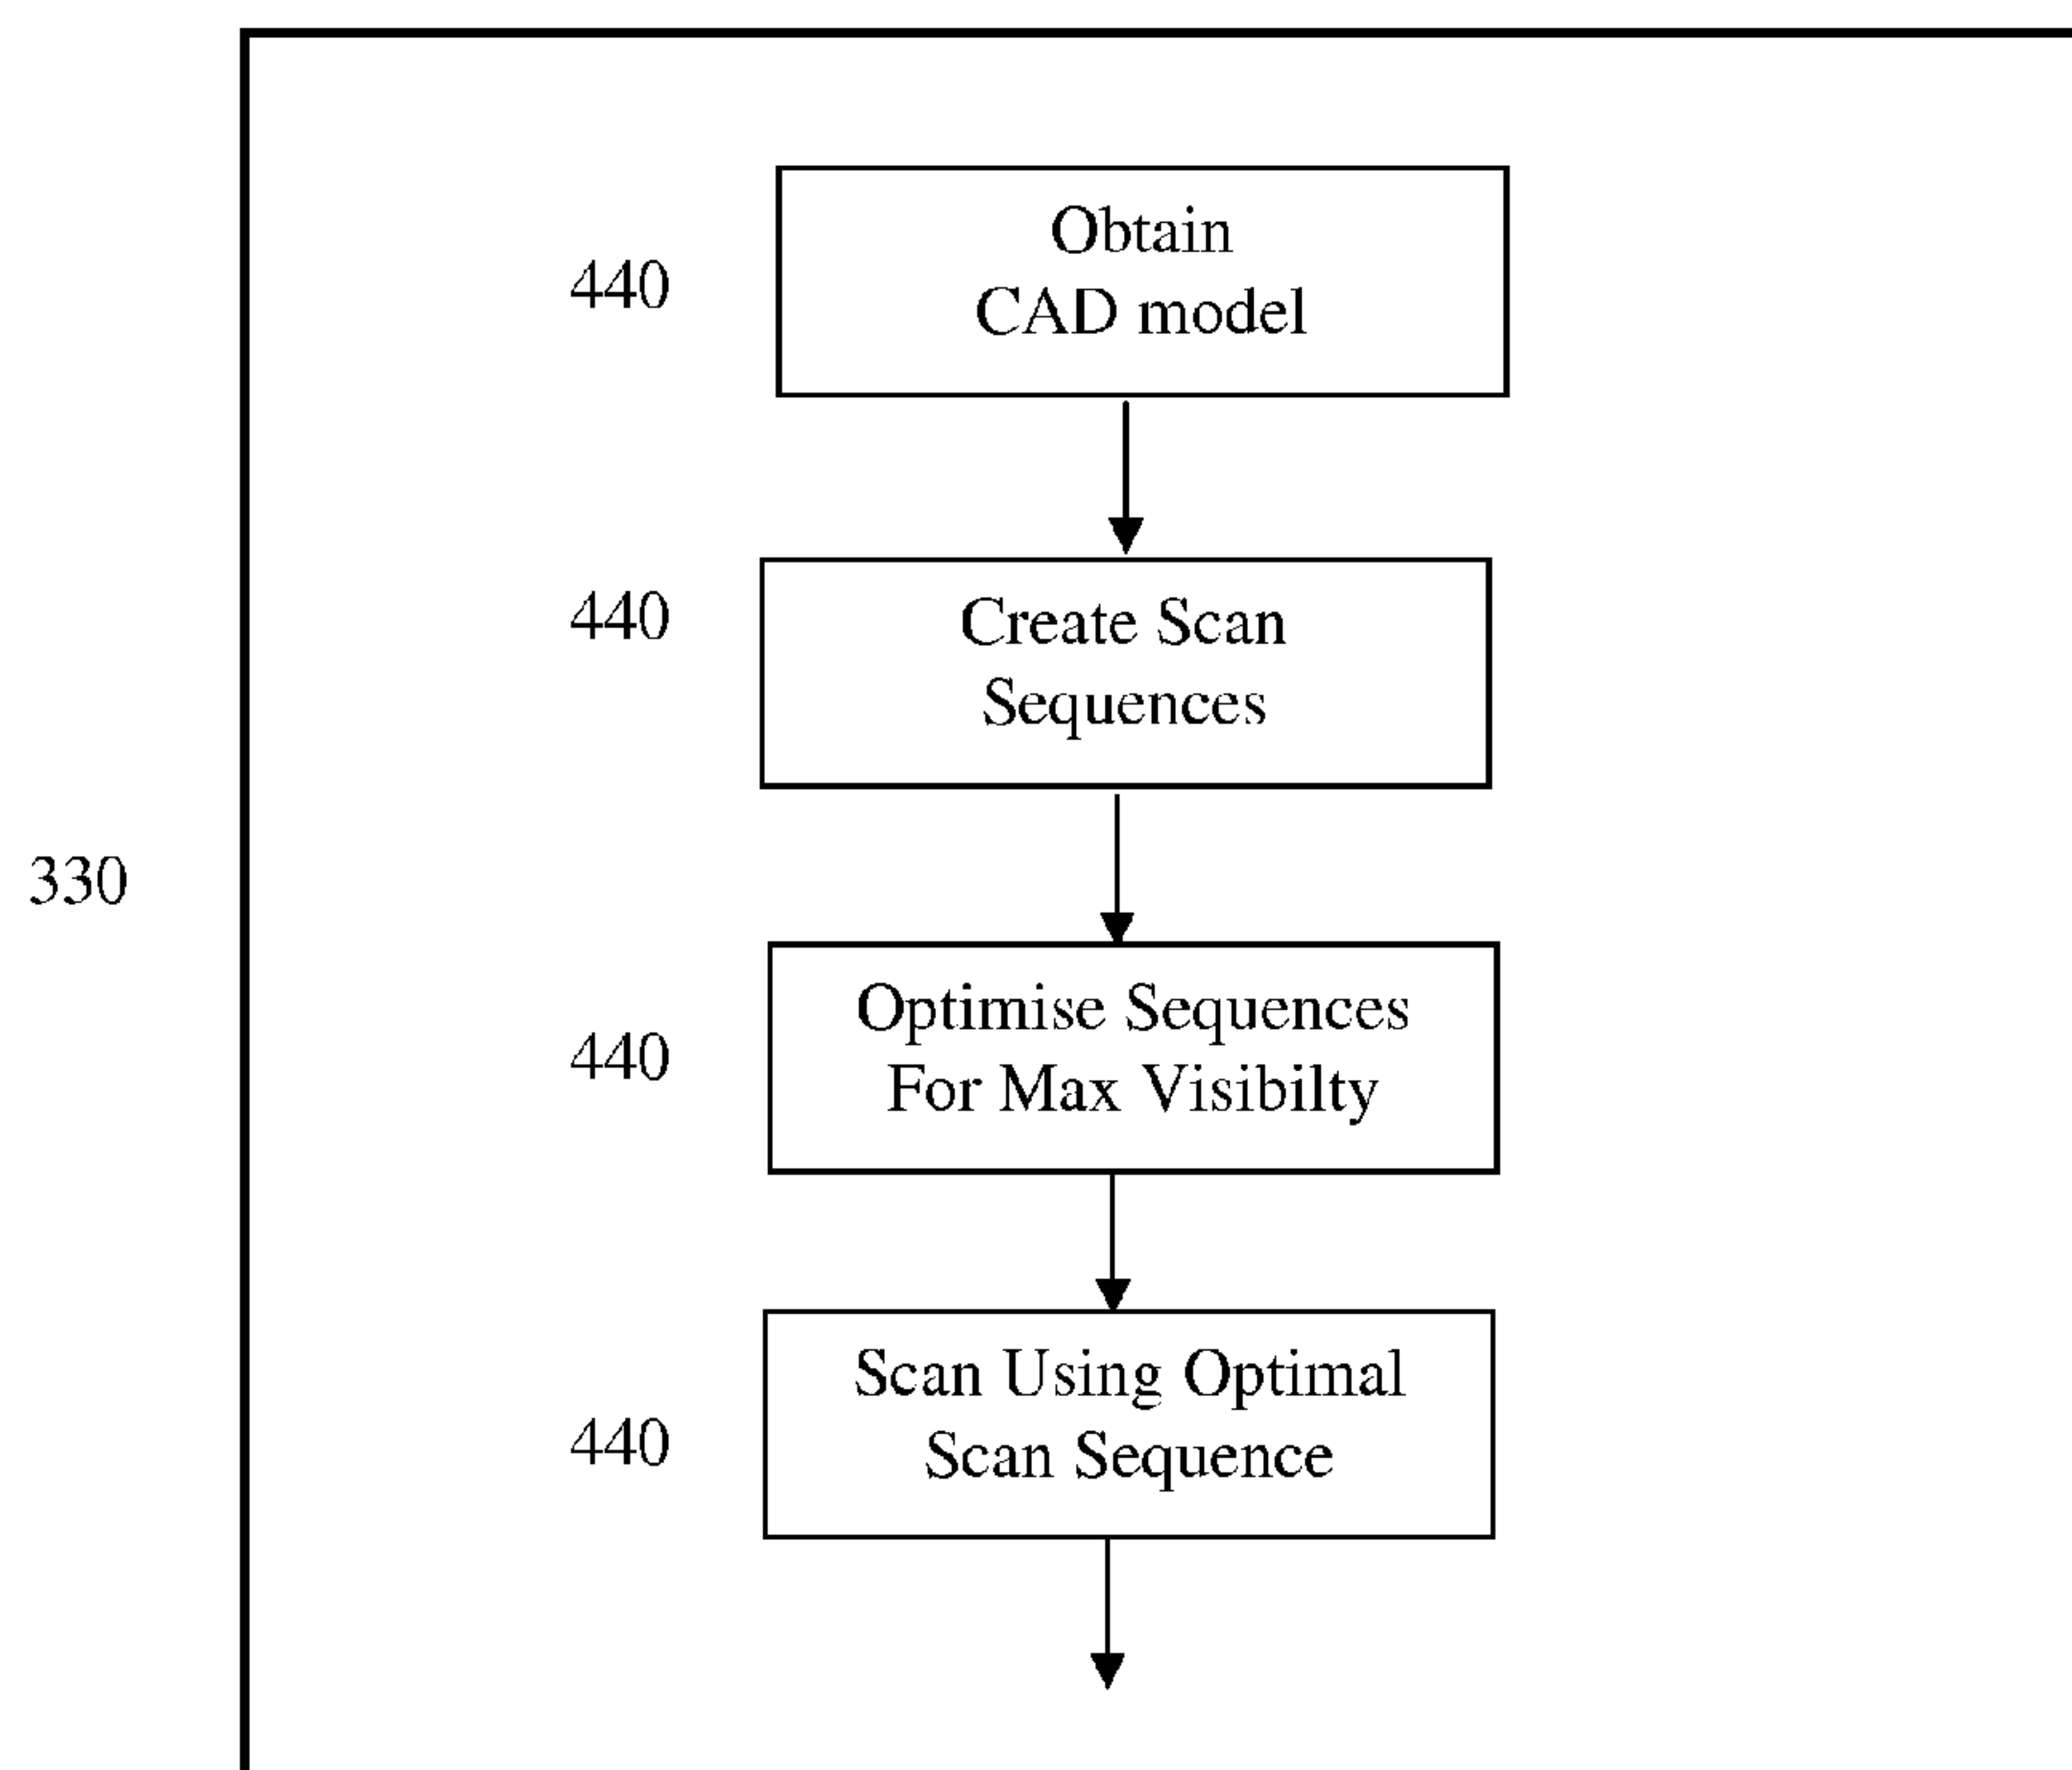 Obtain
CAD model
440
Create Scan
Sequences
440
330
Optimise Sequences
For Max Visibilty
440
Scan Using Optimal
Scan Sequence
440